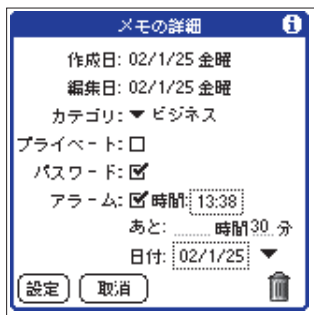 メモの詳細
作成日: 02/1/25 金曜
編集日: 02/1/25 金曜
カテゴリ: ▼ ビジネス
プライベート: ☐
パスワード: ☑
アラーム: ☑ 時間: 13:38
あと: 時間 30 分
日付: 02/1/25 ▼
設定 取消